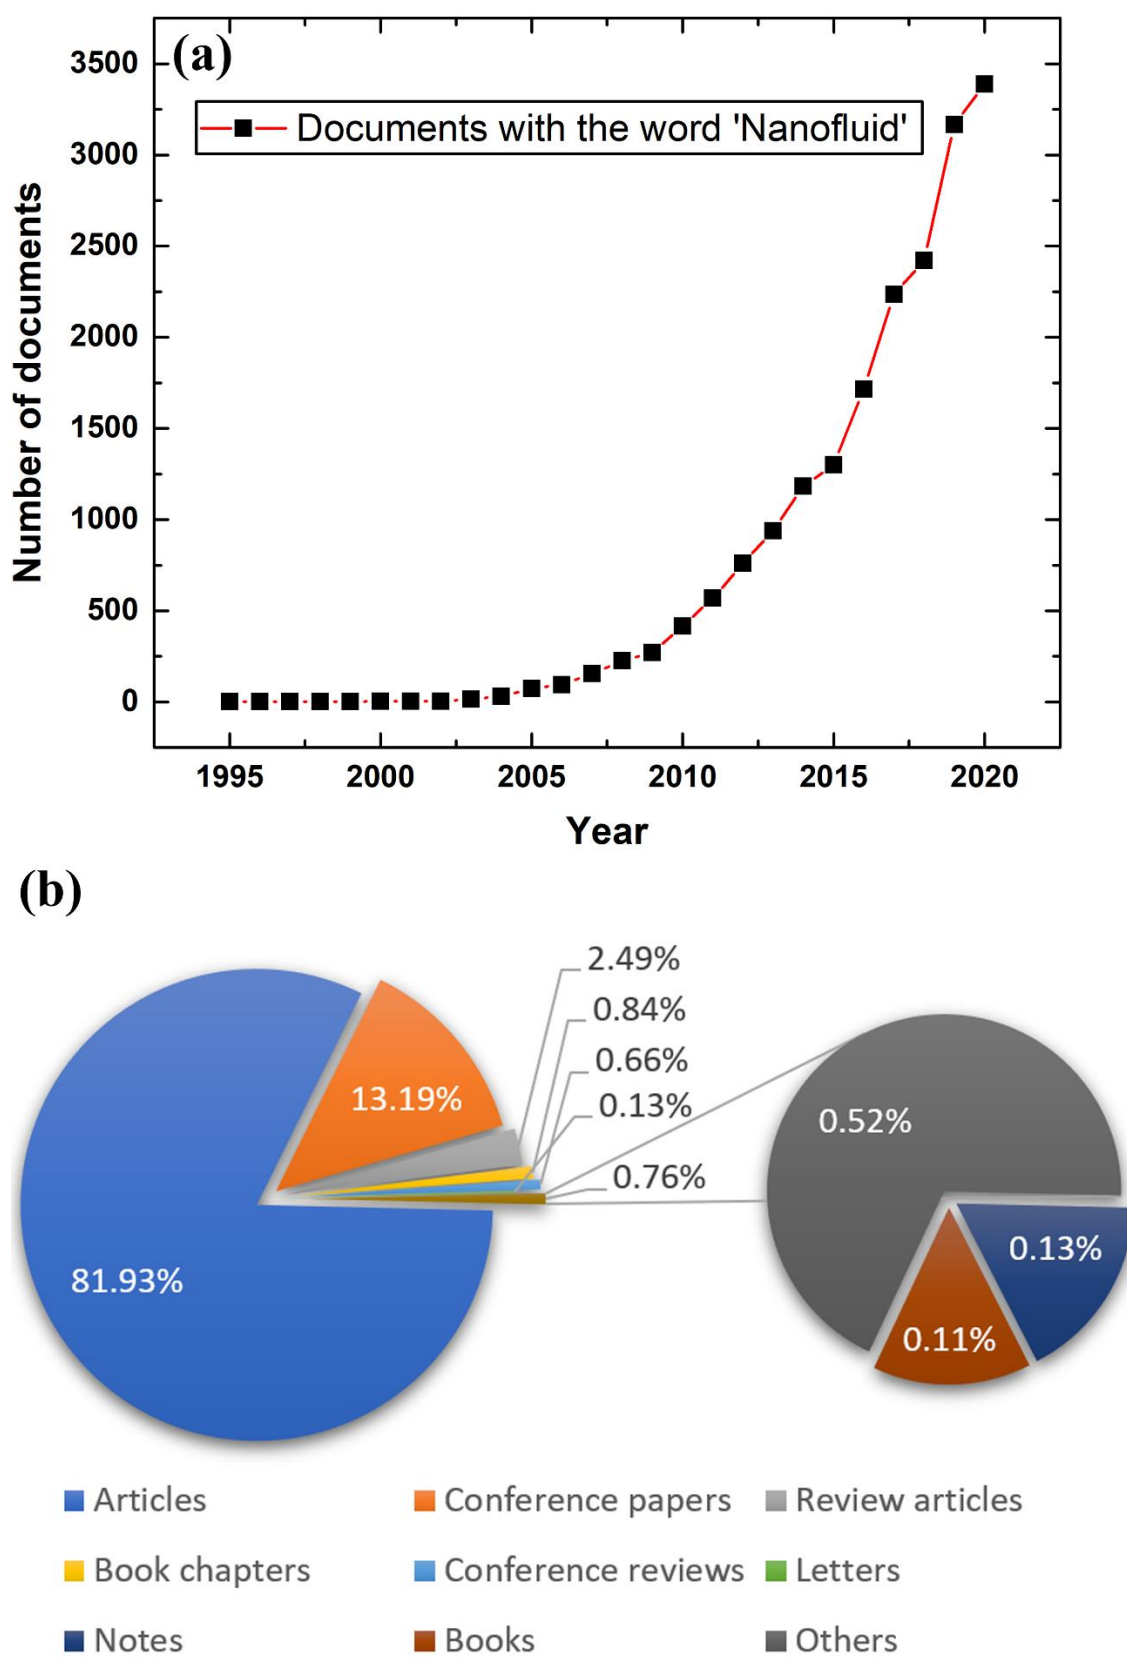 (a)
Documents with the word 'Nanofluid'
Number of documents
3500
3000
2500
2000
1500
1000
500
0
1995 2000 2005 2010 2015 2020
Year
(b)
2.49%
0.84%
0.66%
0.13%
0.76%
13.19%
81.93%
0.52%
0.13%
0.11%
Articles Conference papers Review articles
Book chapters Conference reviews Letters
Notes Books Others